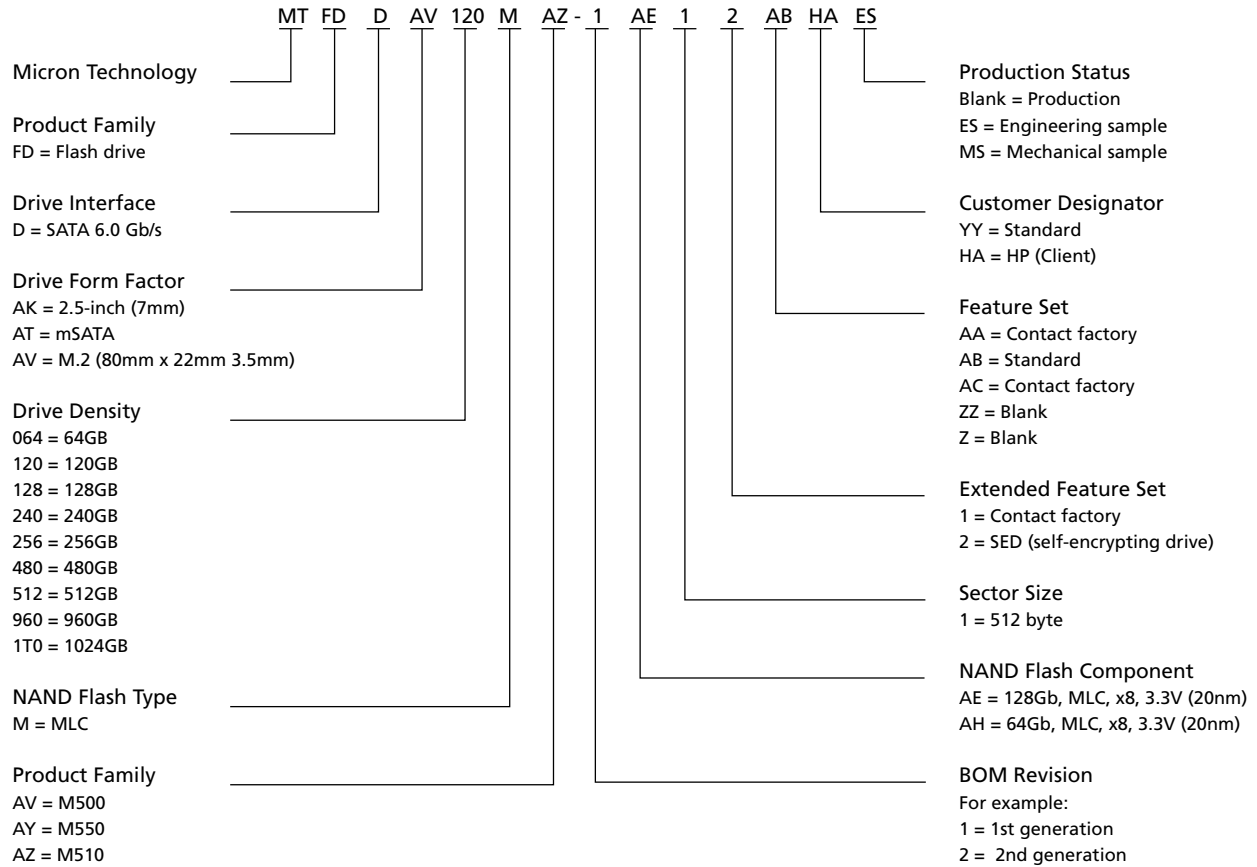 MT FD D AV 120 M AZ - 1 AE 1 2 AB HA ES
Micron Technology
Product Family
FD = Flash drive
Drive Interface
D = SATA 6.0 Gb/s
Drive Form Factor
AK = 2.5-inch (7mm)
AT = mSATA
AV = M.2 (80mm x 22mm 3.5mm)
Drive Density
064 = 64GB
120 = 120GB
128 = 128GB
240 = 240GB
256 = 256GB
480 = 480GB
512 = 512GB
960 = 960GB
1T0 = 1024GB
NAND Flash Type
M = MLC
Product Family
AV = M500
AY = M550
AZ = M510
Production Status
Blank = Production
ES = Engineering sample
MS = Mechanical sample
Customer Designator
YY = Standard
HA = HP (Client)
Feature Set
AA = Contact factory
AB = Standard
AC = Contact factory
ZZ = Blank
Z = Blank
Extended Feature Set
1 = Contact factory
2 = SED (self-encrypting drive)
Sector Size
1 = 512 byte
NAND Flash Component
AE = 128Gb, MLC, x8, 3.3V (20nm)
AH = 64Gb, MLC, x8, 3.3V (20nm)
BOM Revision
For example:
1 = 1st generation
2 = 2nd generation